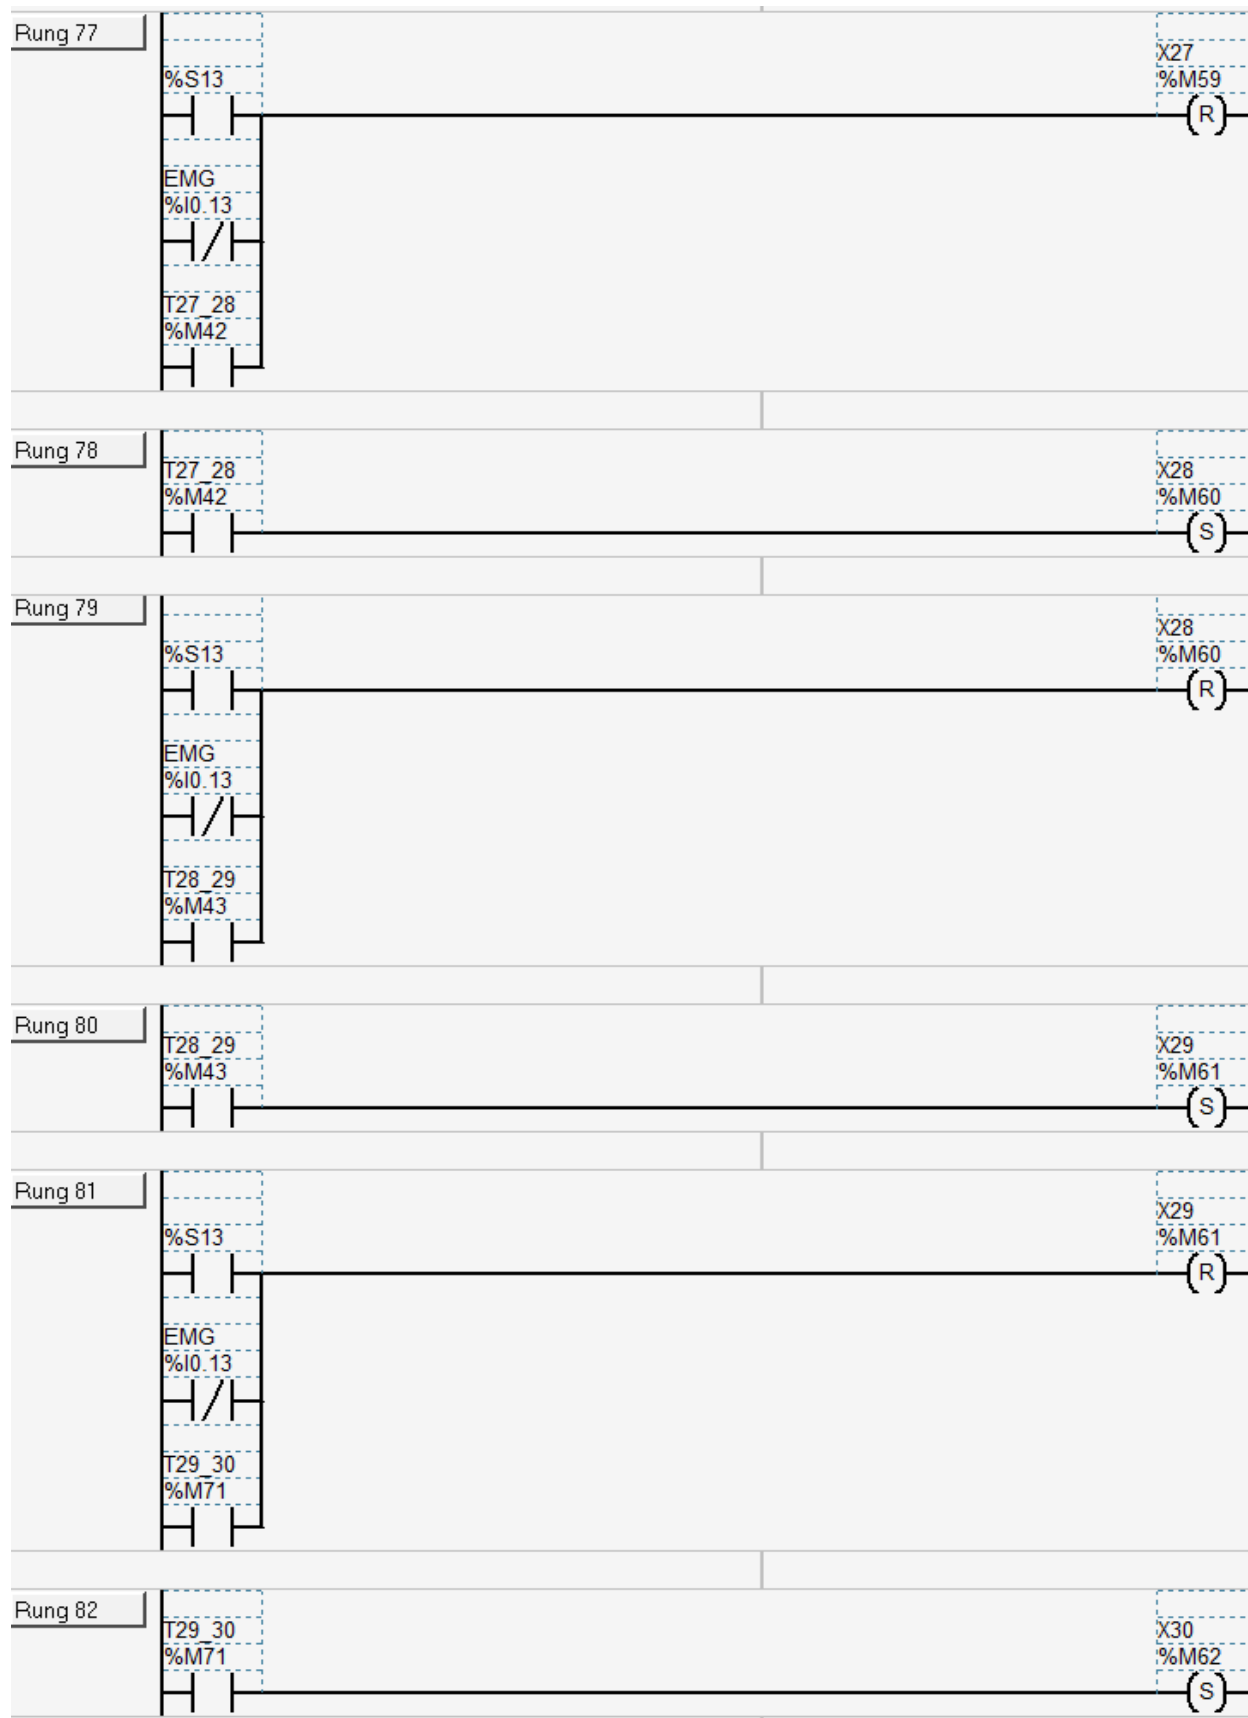 Rung 77
%S13
X27
%M59
R
EMG
%I0.13
T27_28
%M42
Rung 78
T27_28
%M42
X28
%M60
S
Rung 79
%S13
X28
%M60
R
EMG
%I0.13
T28_29
%M43
Rung 80
T28_29
%M43
X29
%M61
S
Rung 81
%S13
X29
%M61
R
EMG
%I0.13
T29_30
%M71
Rung 82
T29_30
%M71
X30
%M62
S